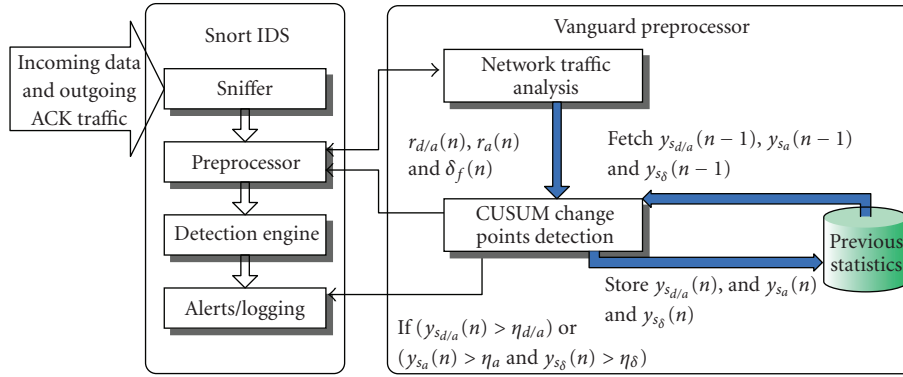 Snort IDS
Incoming data
and outgoing
ACK traffic
Sniffer
Preprocessor
Detection engine
Alerts/logging
Vanguard preprocessor
Network traffic
analysis
r_{d/a}(n), r_a(n)
and δ_f(n)
Fetch y_{s_{d/a}}(n − 1), y_{s_a}(n − 1)
and y_{s_δ}(n − 1)
CUSUM change
points detection
Previous
statistics
Store y_{s_{d/a}}(n), and y_{s_a}(n)
and y_{s_δ}(n)
If (y_{s_{d/a}}(n) > η_{d/a}) or
(y_{s_a}(n) > η_a and y_{s_δ}(n) > η_δ)